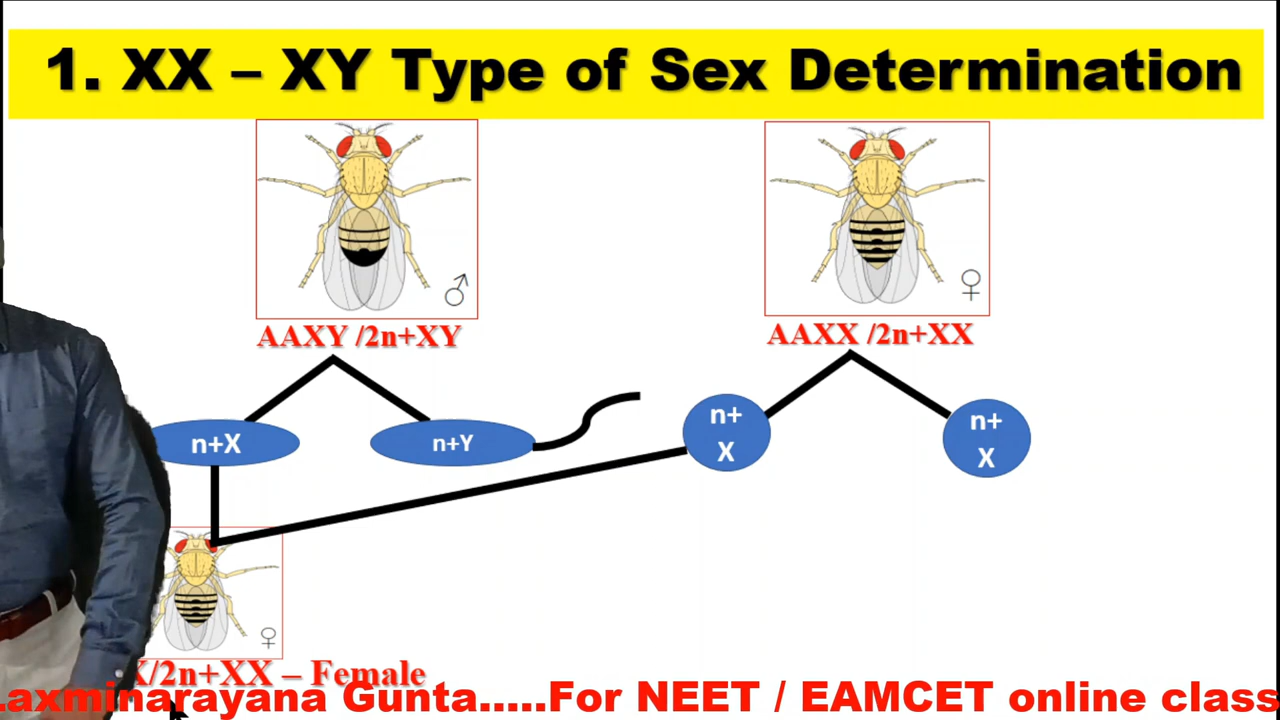 1. XX – XY Type of Sex Determination
♂
♀
AAXY /2n+XY
AAXX /2n+XX
n+X
n+Y
n+
X
n+
X
♀
X/2n+XX – Female
axminarayana Gunta.....For NEET / EAMCET online class